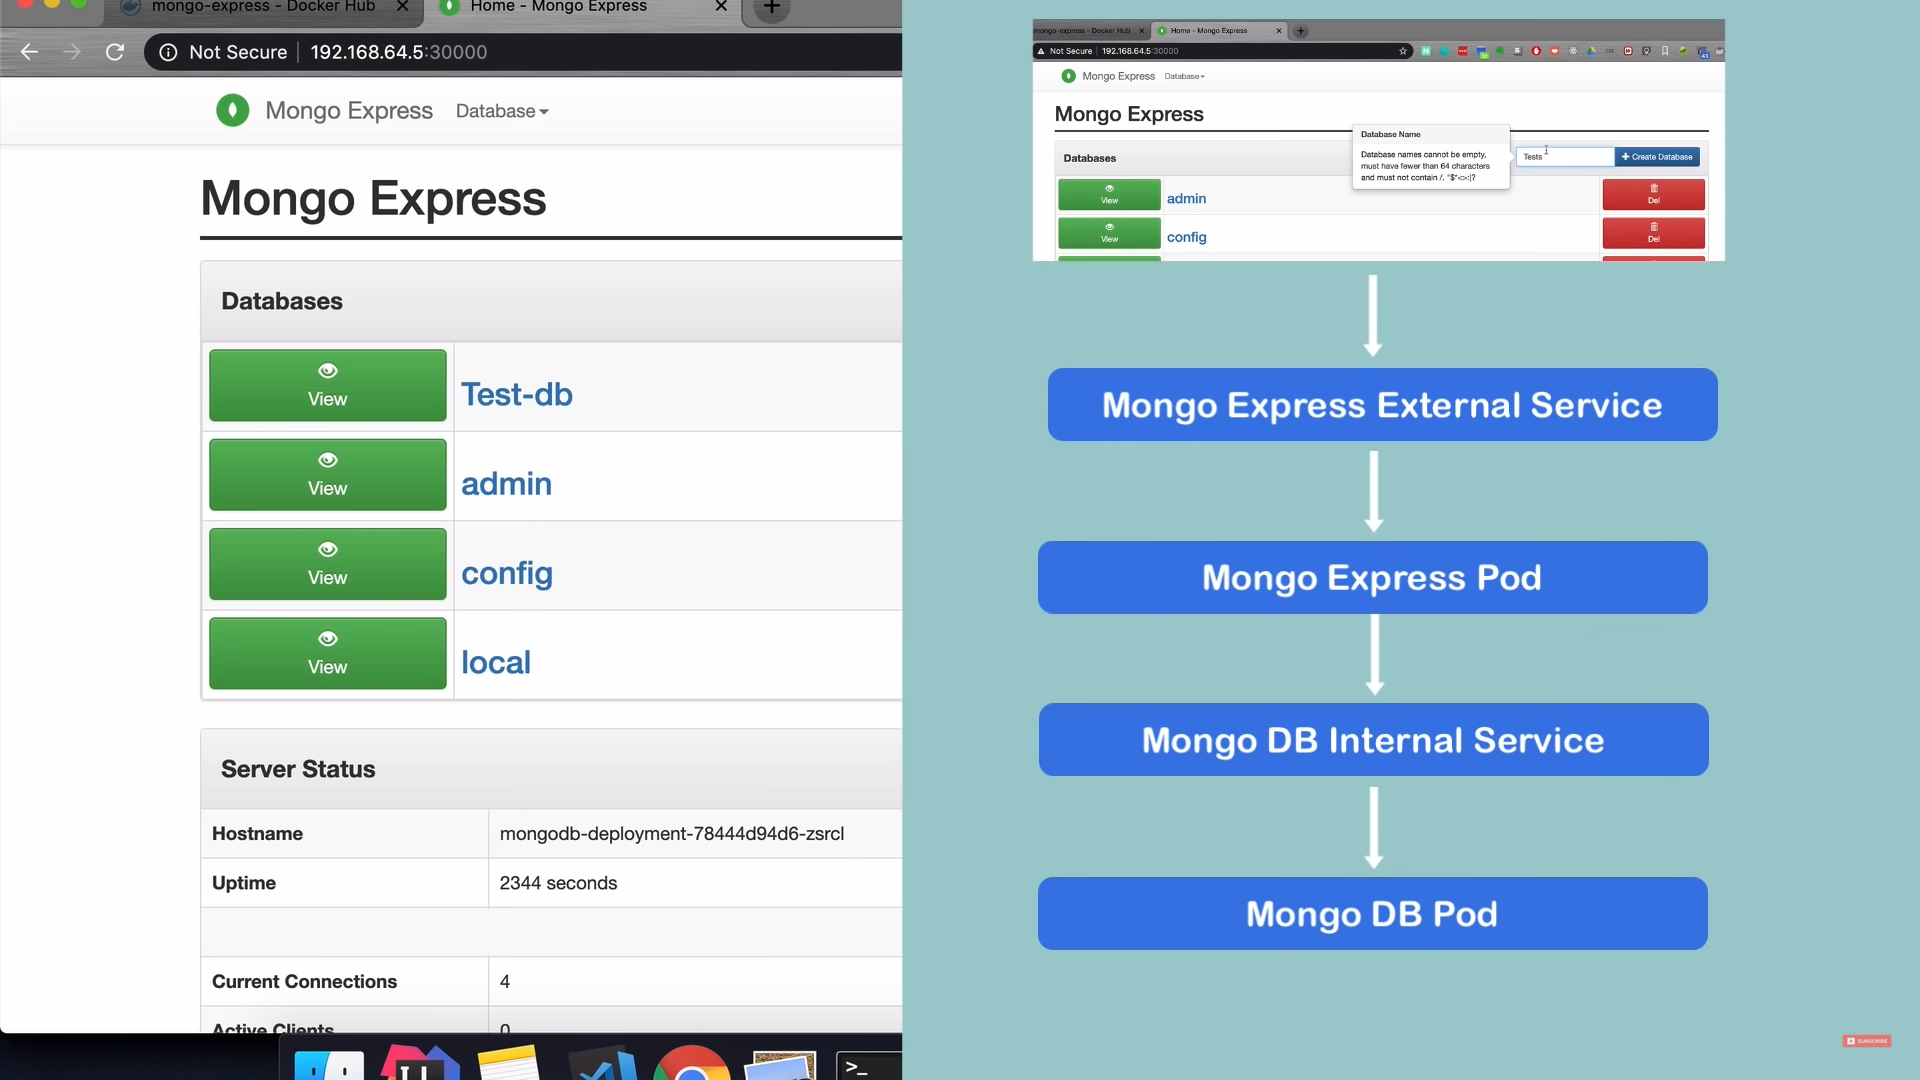 mongo-express - Docker Hub
Home - Mongo Express
Not Secure
192.168.64.5:30000
Mongo Express
Database
Mongo Express
Databases
View
Test-db
View
admin
View
config
View
local
Server Status
Hostname
mongodb-deployment-78444d94d6-zsrcl
Uptime
2344 seconds
Current Connections
4
Active Clients
0
mongo-express - Docker Hub
Home - Mongo Express
Not Secure
192.168.64.5:30000
Mongo Express
Database
Mongo Express
Database Name
Database names cannot be empty,
must have fewer than 64 characters
and must not contain /. "$*<>:|?
Databases
Tests
Create Database
View
admin
Del
View
config
Del
Mongo Express External Service
Mongo Express Pod
Mongo DB Internal Service
Mongo DB Pod
SUBSCRIBE